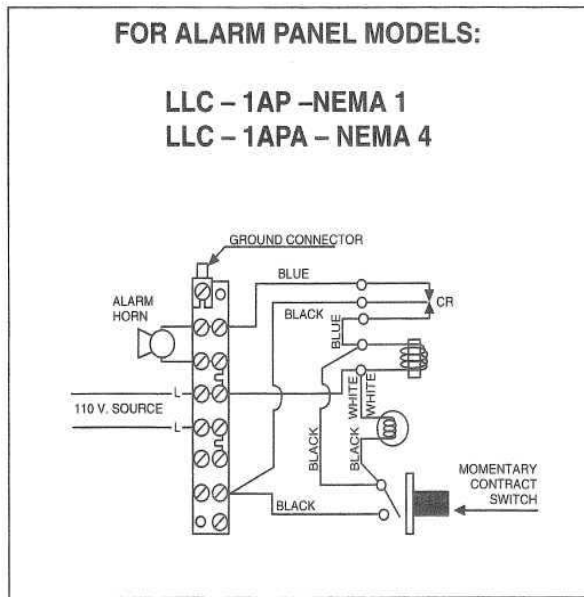 FOR ALARM PANEL MODELS:
LLC – 1AP –NEMA 1
LLC – 1APA – NEMA 4
GROUND CONNECTOR
BLUE
ALARM
HORN
BLACK
CR
BLUE
L
110 V. SOURCE
L
WHITE
WHITE
BLACK
BLACK
MOMENTARY
CONTRACT
SWITCH
BLACK